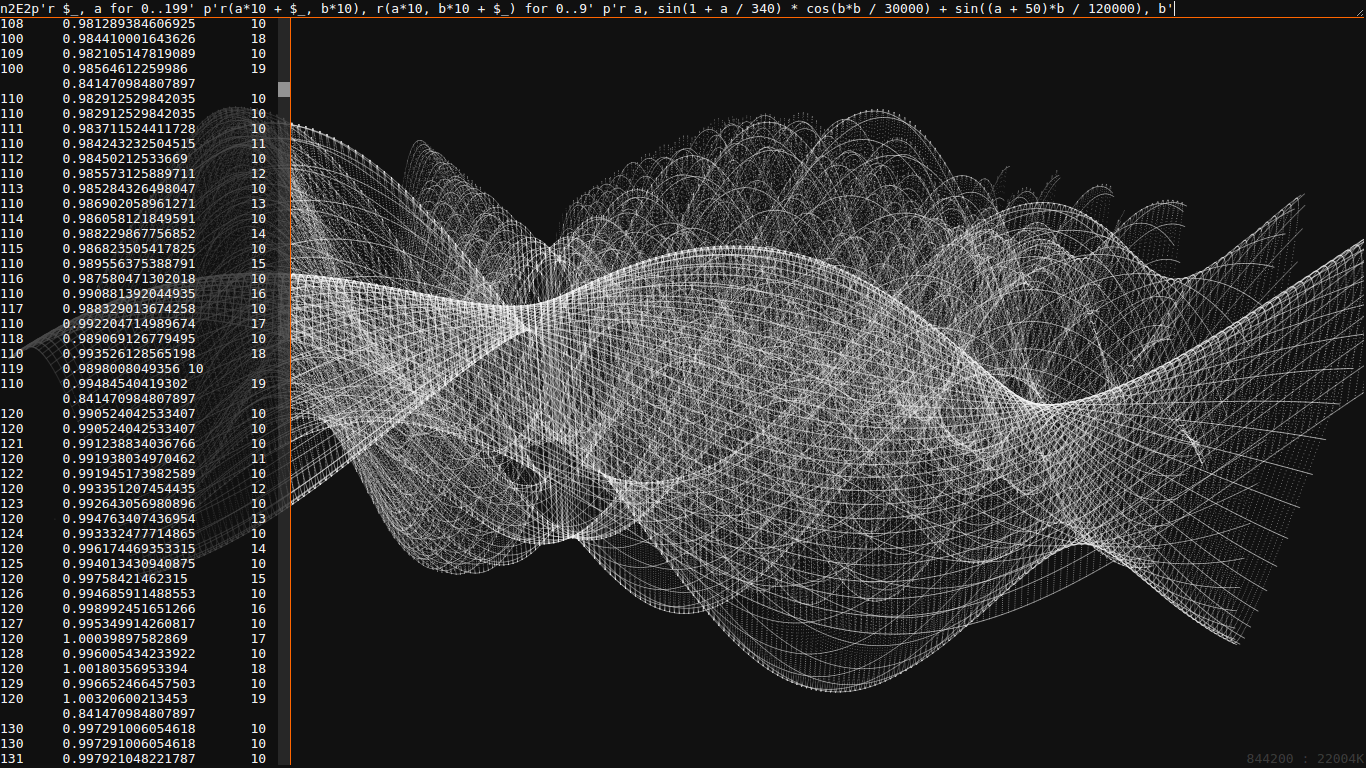 n2E2p'r $_, a for 0..199' p'r(a*10 + $_, b*10), r(a*10, b*10 + $_) for 0..9' p'r a, sin(1 + a / 340) * cos(b*b / 30000) + sin((a + 50)*b / 120000), b'
108 0.981289384606925 10
100 0.984410001643626 18
109 0.982105147819089 10
100 0.98564612259986 19
0.841470984807897
110 0.982912529842035 10
110 0.982912529842035 10
111 0.983711524411728 10
110 0.984243232504515 11
112 0.98450212533669 10
110 0.985573125889711 12
113 0.985284326498047 10
110 0.986902058961271 13
114 0.986058121849591 10
110 0.988229867756852 14
115 0.986823505417825 10
110 0.989556375388791 15
116 0.987580471302018 10
110 0.990881392044935 16
117 0.988329013674258 10
110 0.992204714989674 17
118 0.989069126779495 10
110 0.993526128565198 18
119 0.9898008049356 10
110 0.99484540419302 19
0.841470984807897
120 0.990524042533407 10
120 0.990524042533407 10
121 0.991238834036766 10
120 0.991938034970462 11
122 0.991945173982589 10
120 0.993351207454435 12
123 0.992643056980896 10
120 0.994763407436954 13
124 0.993332477714865 10
120 0.996174469353315 14
125 0.994013430940875 10
120 0.99758421462315 15
126 0.994685911488553 10
120 0.998992451651266 16
127 0.995349914260817 10
120 1.00039897582869 17
128 0.996005434233922 10
120 1.00180356953394 18
129 0.996652466457503 10
120 1.00320600213453 19
0.841470984807897
130 0.997291006054618 10
130 0.997291006054618 10
131 0.997921048221787 10
844200 : 22004K